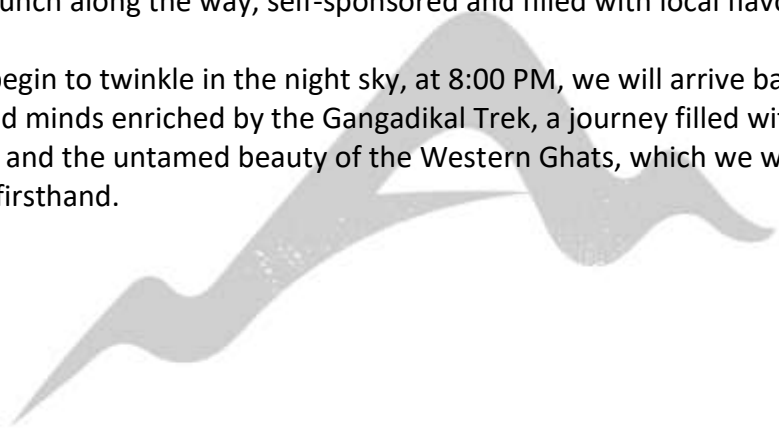 unch along the way, self-sponsored and filled with local flavo
egin to twinkle in the night sky, at 8:00 PM, we will arrive ba
d minds enriched by the Gangadikal Trek, a journey filled wit
and the untamed beauty of the Western Ghats, which we w
firsthand.